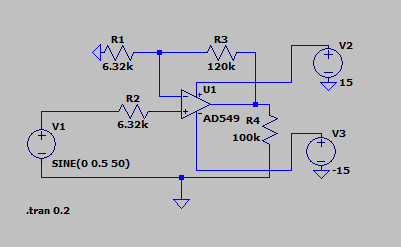 R1
6.32k
R3
120k
V2
15
U1
AD549
R2
6.32k
R4
100k
V1
SINE(0 0.5 50)
V3
-15
.tran 0.2